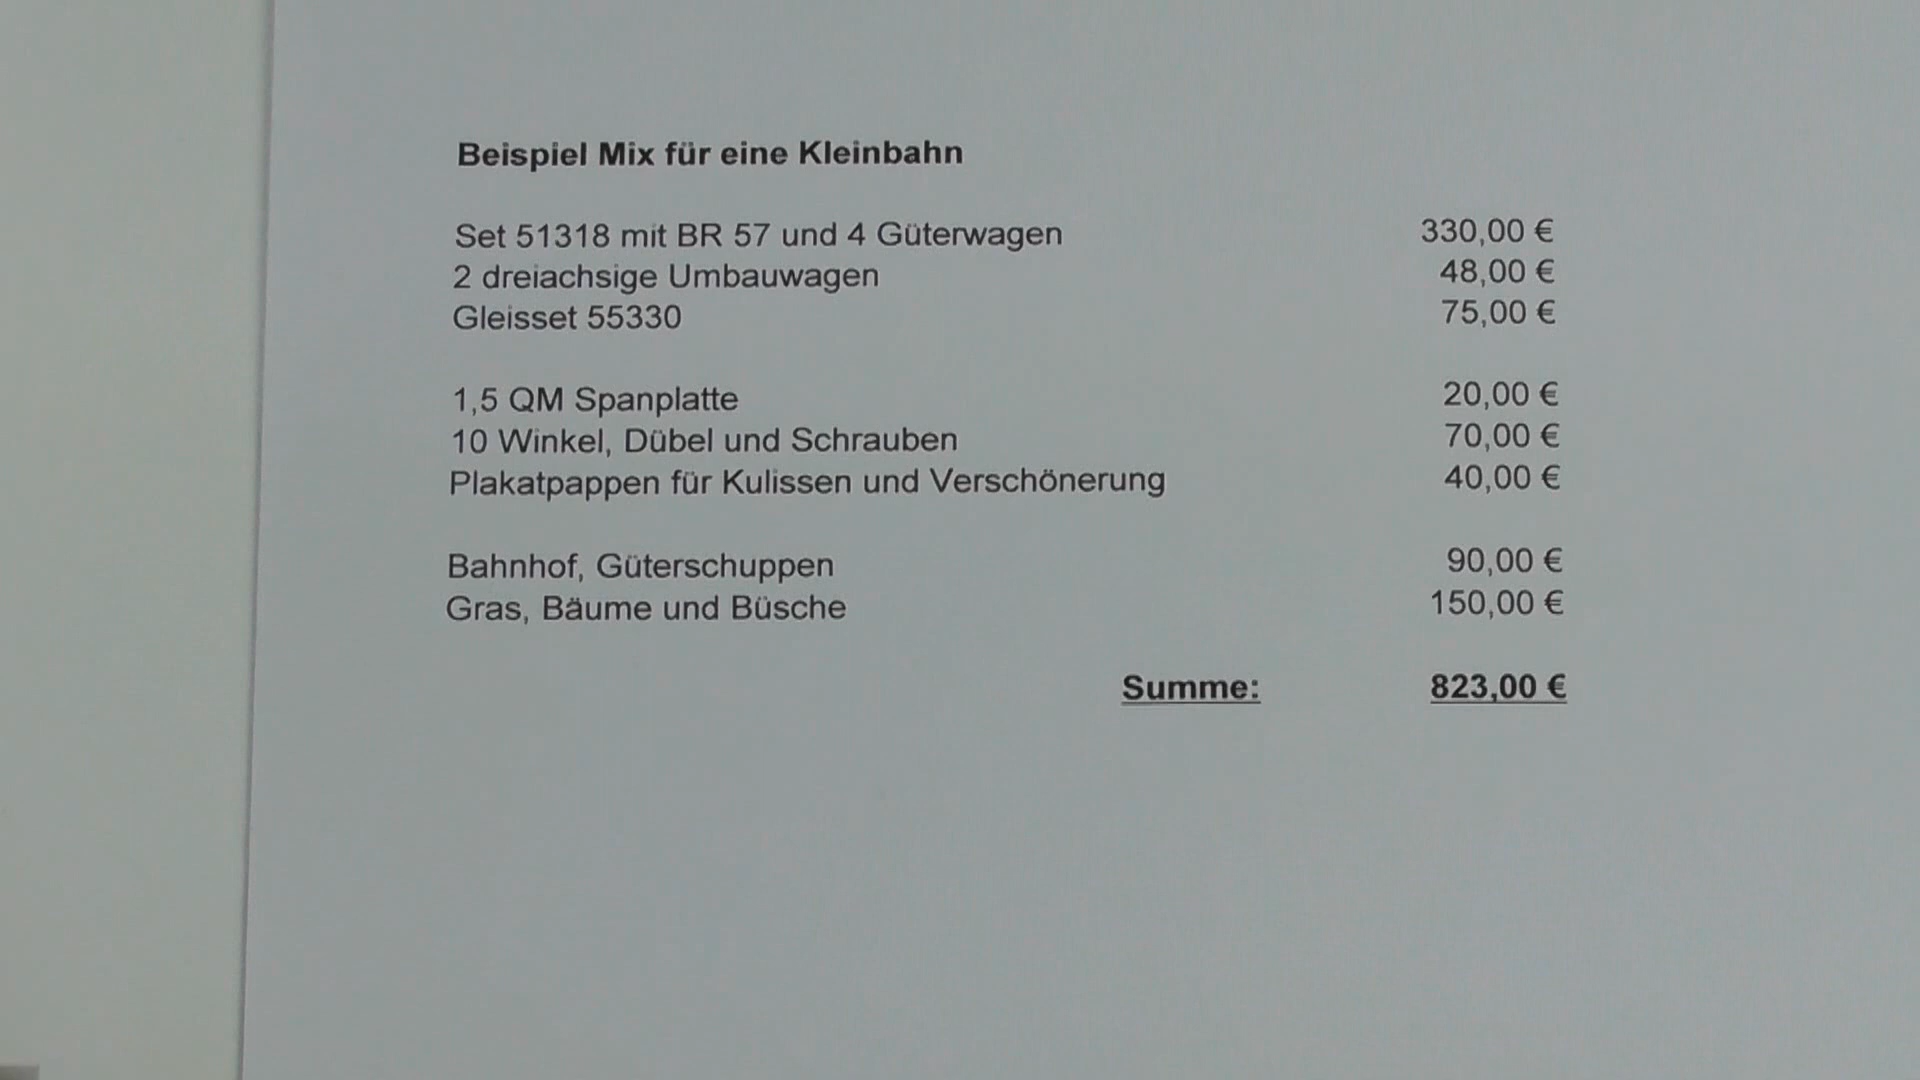 Beispiel Mix für eine Kleinbahn
Set 51318 mit BR 57 und 4 Güterwagen 330,00 €
2 dreiachsige Umbauwagen 48,00 €
Gleisset 55330 75,00 €
1,5 QM Spanplatte 20,00 €
10 Winkel, Dübel und Schrauben 70,00 €
Plakatpappen für Kulissen und Verschönerung 40,00 €
Bahnhof, Güterschuppen 90,00 €
Gras, Bäume und Büsche 150,00 €
Summe: 823,00 €